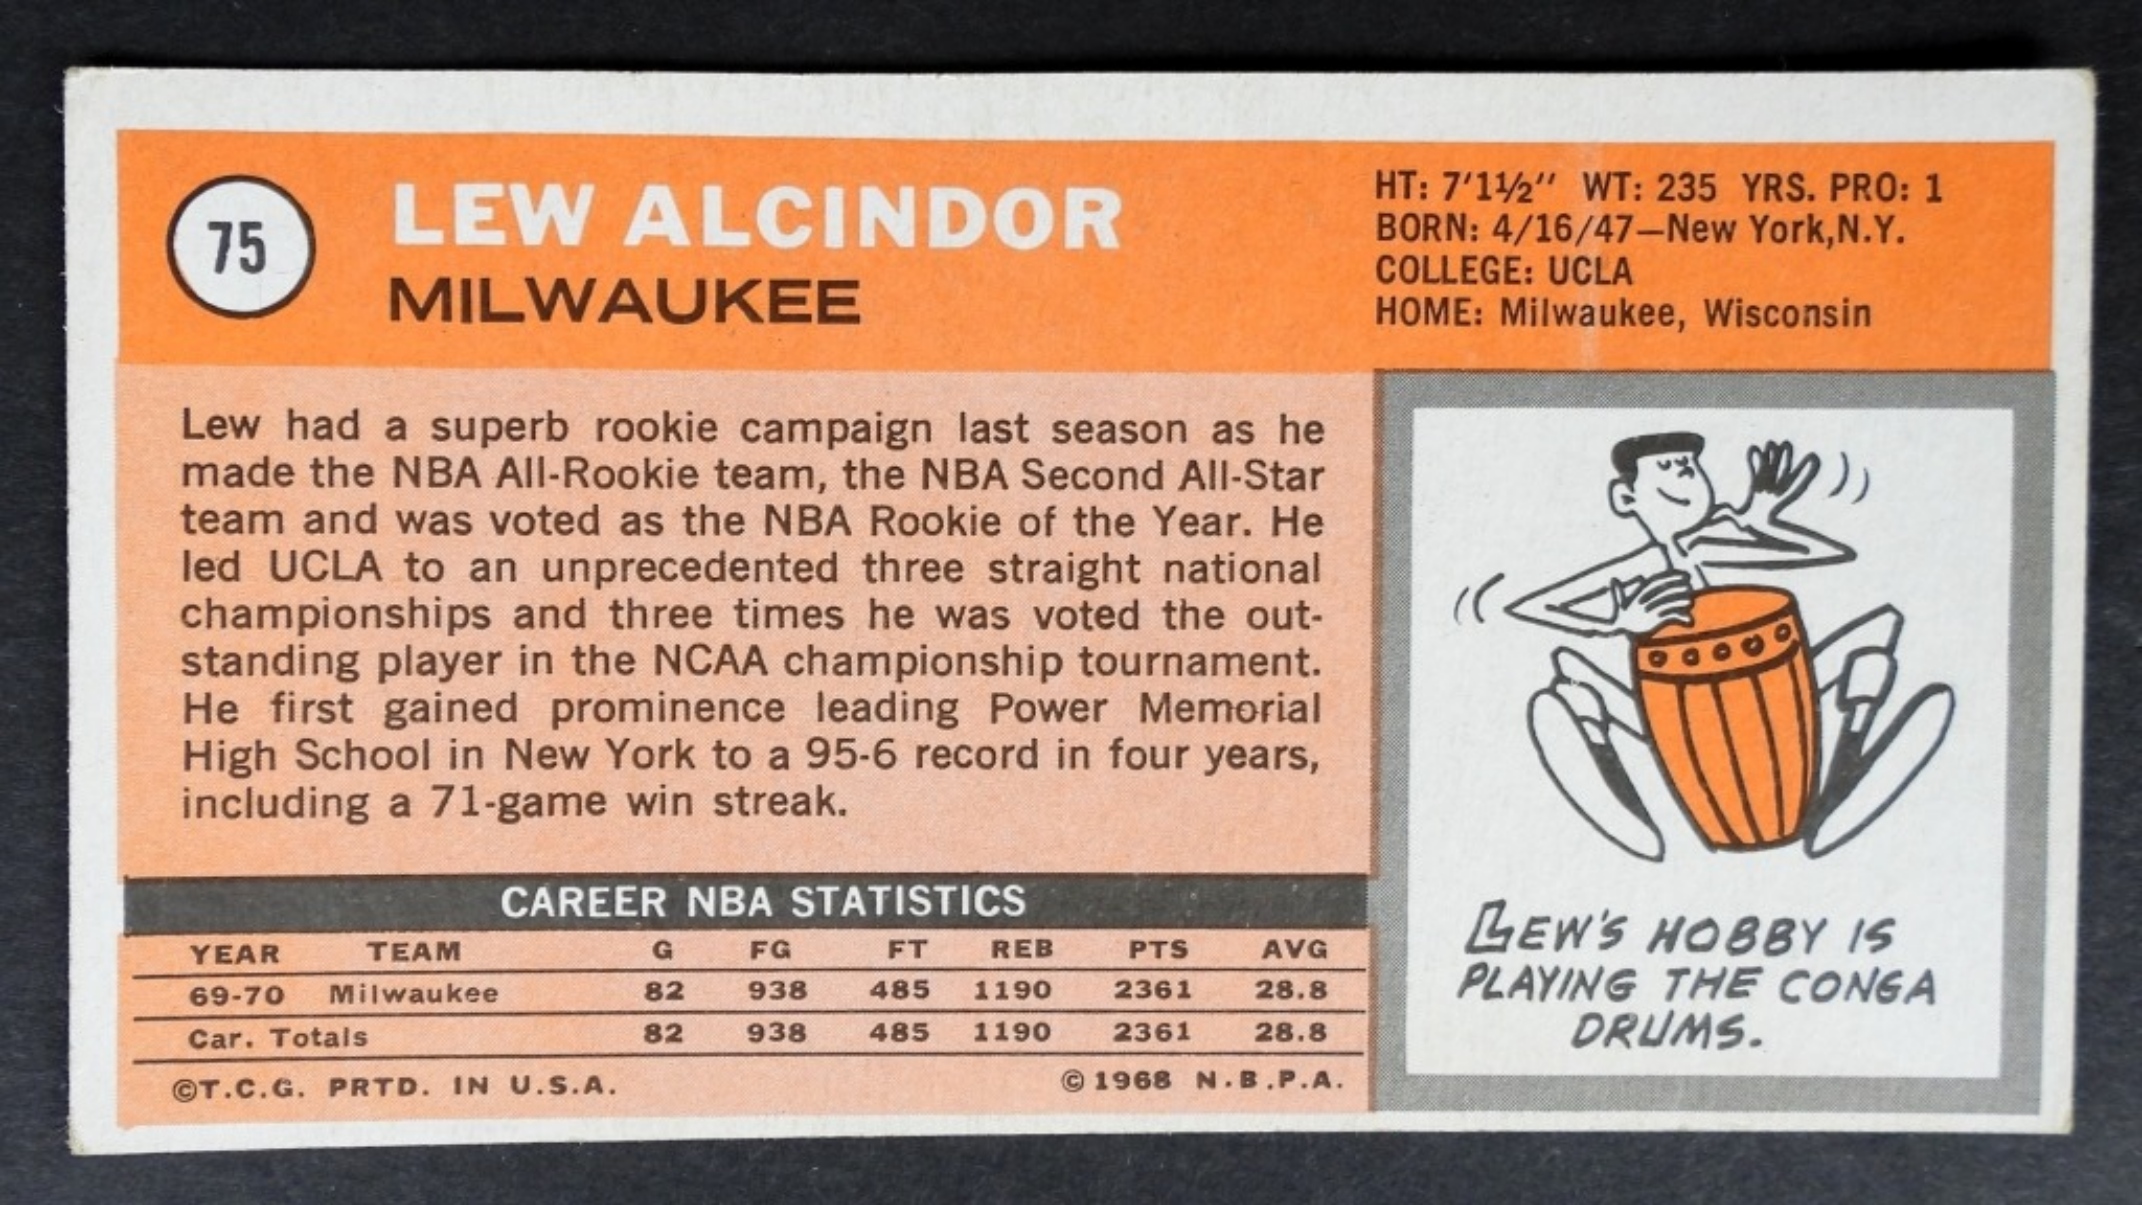 75
LEW ALCINDOR
MILWAUKEE
HT: 7'1½" WT: 235 YRS. PRO: 1
BORN: 4/16/47—New York,N.Y.
COLLEGE: UCLA
HOME: Milwaukee, Wisconsin
Lew had a superb rookie campaign last season as he
made the NBA All-Rookie team, the NBA Second All-Star
team and was voted as the NBA Rookie of the Year. He
led UCLA to an unprecedented three straight national
championships and three times he was voted the out-
standing player in the NCAA championship tournament.
He first gained prominence leading Power Memorial
High School in New York to a 95-6 record in four years,
including a 71-game win streak.
CAREER NBA STATISTICS
YEAR TEAM G FG FT REB PTS AVG
69-70 Milwaukee 82 938 485 1190 2361 28.8
Car. Totals 82 938 485 1190 2361 28.8
©T.C.G. PRTD. IN U.S.A. ©1968 N.B.P.A.
LEW'S HOBBY IS
PLAYING THE CONGA
DRUMS.